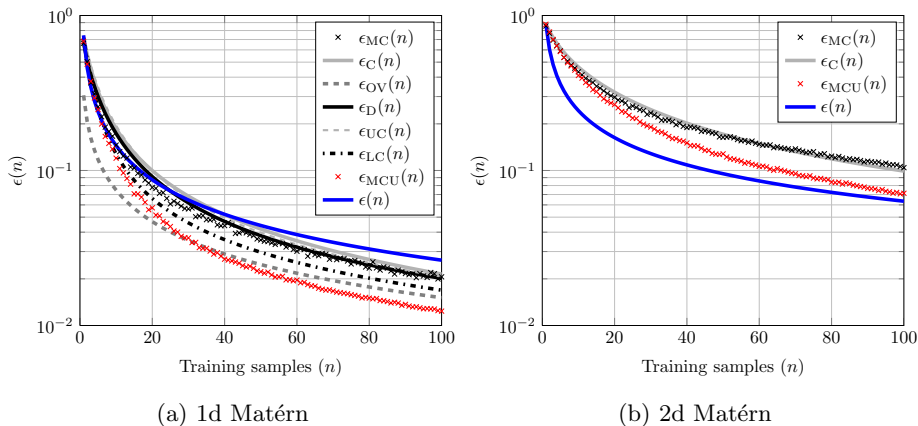 10^0
10^{-1}
10^{-2}
ϵ(n)
0 20 40 60 80 100
Training samples (n)
ϵ_MC(n)
ϵ_C(n)
ϵ_OV(n)
ϵ_D(n)
ϵ_UC(n)
ϵ_LC(n)
ϵ_MCU(n)
ϵ(n)
(a) 1d Matérn
10^0
10^{-1}
10^{-2}
ϵ(n)
0 20 40 60 80 100
Training samples (n)
ϵ_MC(n)
ϵ_C(n)
ϵ_MCU(n)
ϵ(n)
(b) 2d Matérn